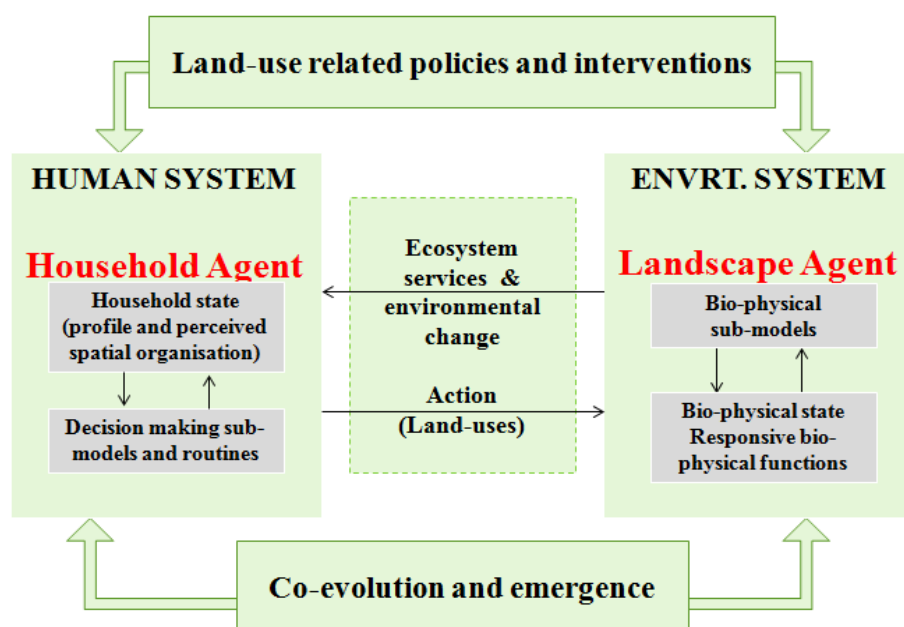 Land-use related policies and interventions
HUMAN SYSTEM
Household Agent
Household state
(profile and perceived
spatial organisation)
Decision making sub-
models and routines
Ecosystem
services &
environmental
change
Action
(Land-uses)
ENVRT. SYSTEM
Landscape Agent
Bio-physical
sub-models
Bio-physical state
Responsive bio-
physical functions
Co-evolution and emergence